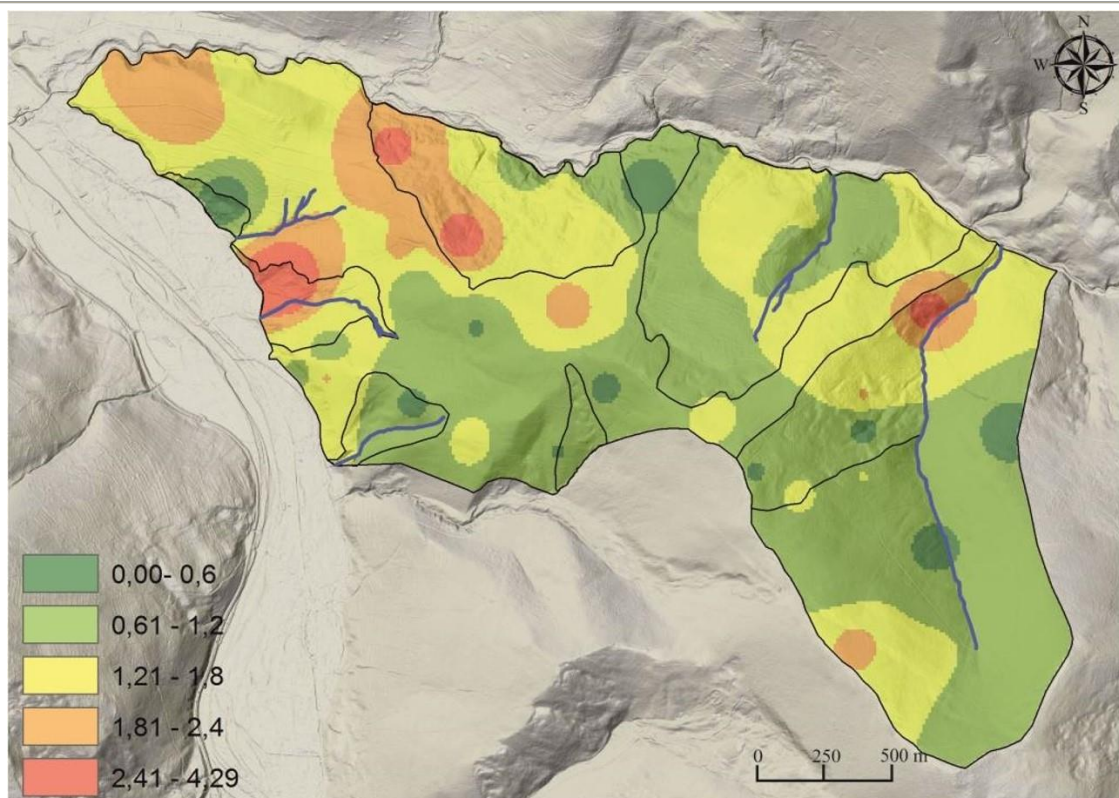 N
W
S
0,00- 0,6
0,61 - 1,2
1,21 - 1,8
1,81 - 2,4
2,41 - 4,29
0 250 500 m